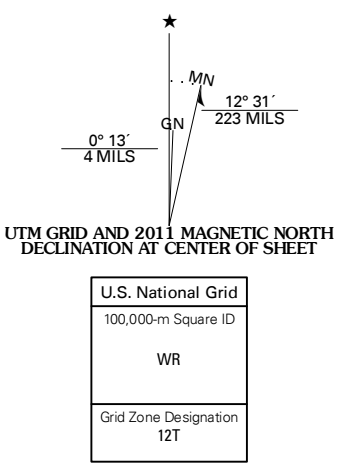 ★
MN
12° 31´
223 MILS
GN
0° 13´
4 MILS
UTM GRID AND 2011 MAGNETIC NORTH
DECLINATION AT CENTER OF SHEET
U.S. National Grid
100,000-m Square ID
WR
Grid Zone Designation
12T